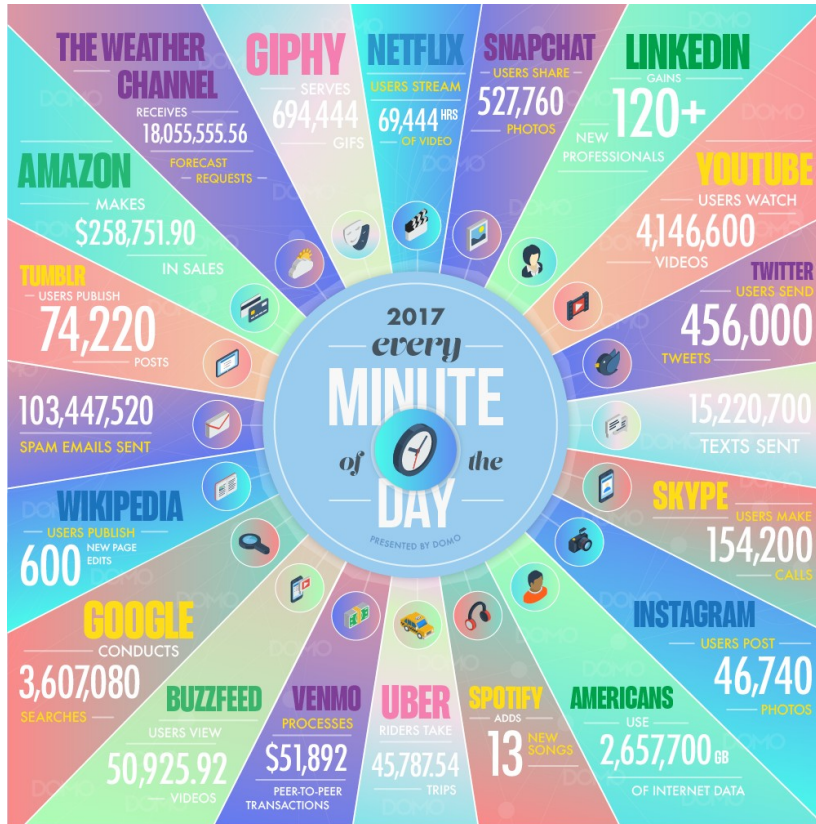 2017
every
MINUTE
of the
DAY
PRESENTED BY DOMO
THE WEATHER
CHANNEL
RECEIVES
18,055,555.56
FORECAST
REQUESTS
GIPHY
SERVES
694,444
GIFS
NETFLIX
USERS STREAM
69,444 HRS
OF VIDEO
SNAPCHAT
USERS SHARE
527,760
PHOTOS
LINKEDIN
GAINS
120+
NEW
PROFESSIONALS
YOUTUBE
USERS WATCH
4,146,600
VIDEOS
TWITTER
USERS SEND
456,000
TWEETS
15,220,700
TEXTS SENT
SKYPE
USERS MAKE
154,200
CALLS
INSTAGRAM
USERS POST
46,740
PHOTOS
AMERICANS
USE
2,657,700 GB
OF INTERNET DATA
SPOTIFY
ADDS
13 NEW
SONGS
UBER
RIDERS TAKE
45,787.54
TRIPS
VENMO
PROCESSES
$51,892
PEER-TO-PEER
TRANSACTIONS
BUZZFEED
USERS VIEW
50,925.92
VIDEOS
GOOGLE
CONDUCTS
3,607,080
SEARCHES
WIKIPEDIA
USERS PUBLISH
600 NEW PAGE
EDITS
103,447,520
SPAM EMAILS SENT
TUMBLR
USERS PUBLISH
74,220
POSTS
AMAZON
MAKES
$258,751.90
IN SALES